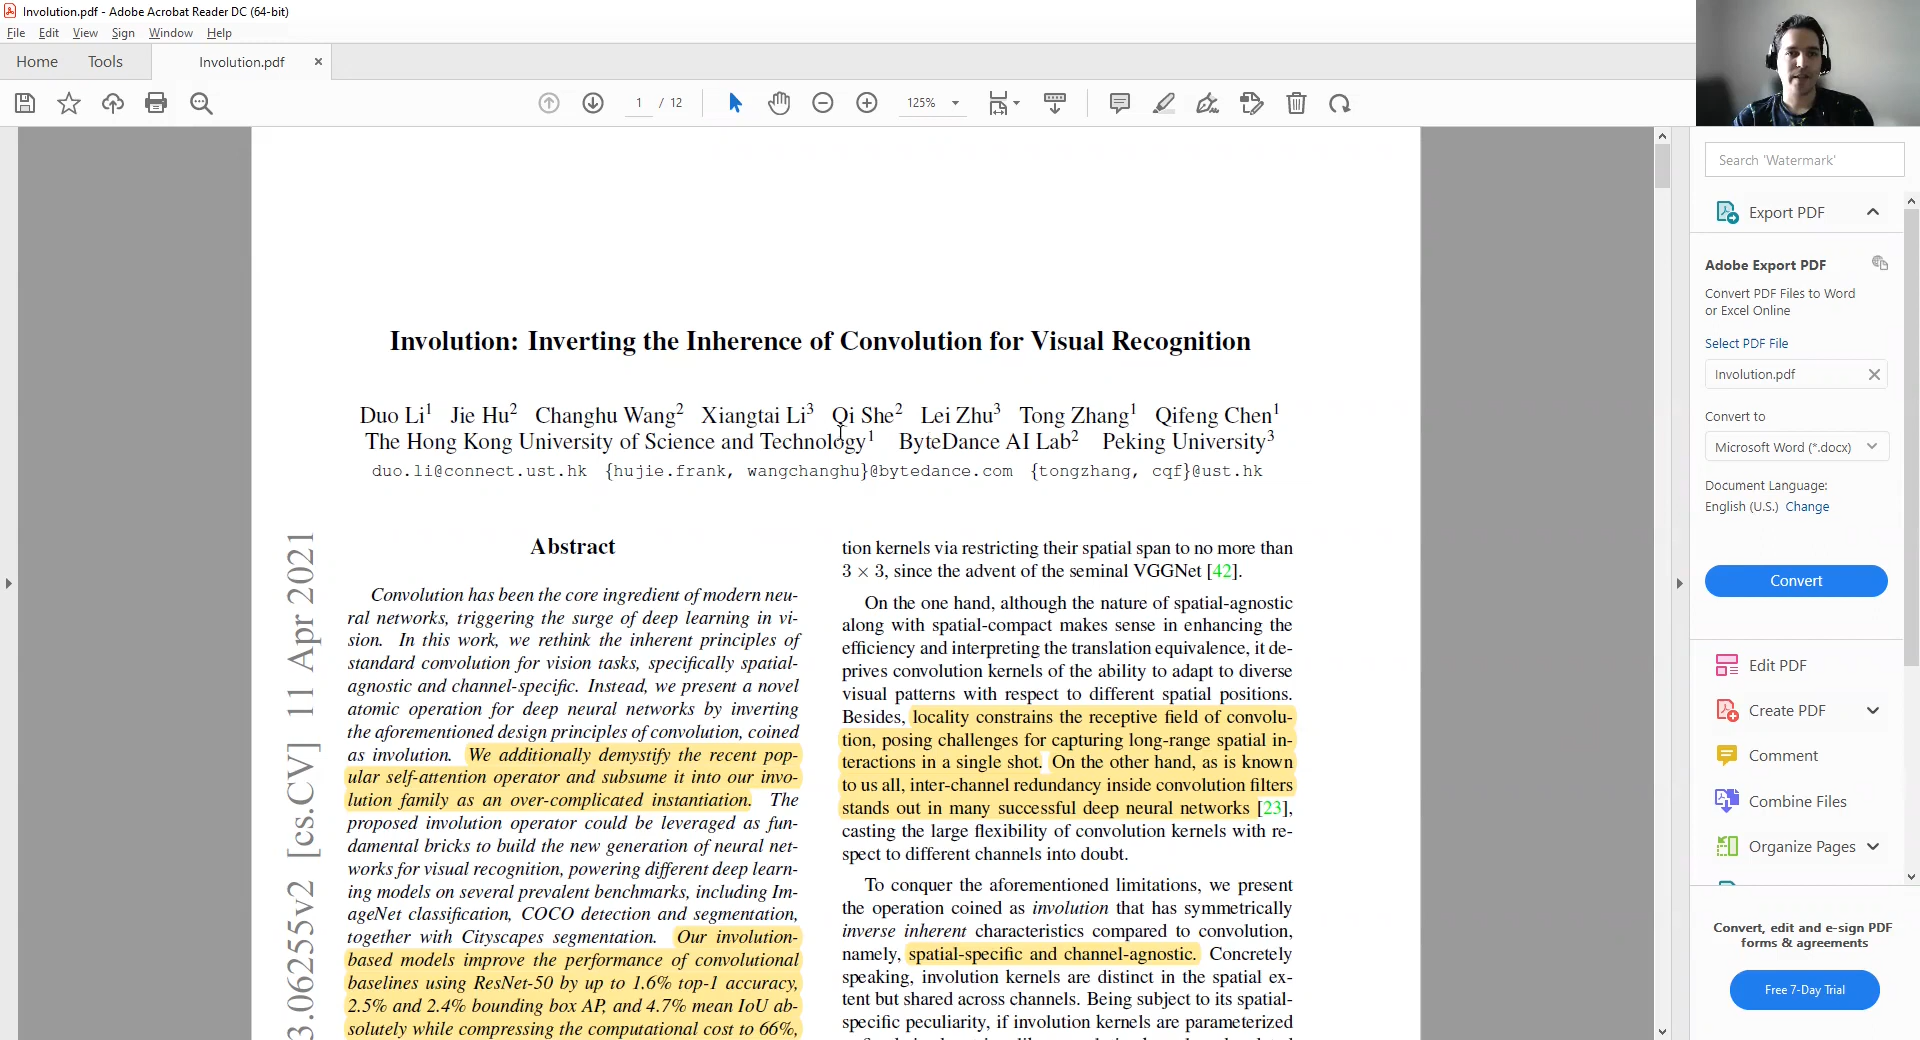 Involution.pdf - Adobe Acrobat Reader DC (64-bit)
File Edit View Sign Window Help
Home Tools Involution.pdf ×
1 / 12 125%
Search 'Watermark'
Export PDF
Adobe Export PDF
Convert PDF Files to Word
or Excel Online
Select PDF File
Involution.pdf
Convert to
Microsoft Word (*.docx)
Document Language:
English (U.S.) Change
Convert
Edit PDF
Create PDF
Comment
Combine Files
Organize Pages
Convert, edit and e-sign PDF
forms & agreements
Free 7-Day Trial
Involution: Inverting the Inherence of Convolution for Visual Recognition
Duo Li1 Jie Hu2 Changhu Wang2 Xiangtai Li3 Qi She2 Lei Zhu3 Tong Zhang1 Qifeng Chen1
The Hong Kong University of Science and Technology1 ByteDance AI Lab2 Peking University3
duo.li@connect.ust.hk {hujie.frank, wangchanghu}@bytedance.com {tongzhang, cqf}@ust.hk
3.06255v2 [cs.CV] 11 Apr 2021
Abstract
Convolution has been the core ingredient of modern neu-
ral networks, triggering the surge of deep learning in vi-
sion. In this work, we rethink the inherent principles of
standard convolution for vision tasks, specifically spatial-
agnostic and channel-specific. Instead, we present a novel
atomic operation for deep neural networks by inverting
the aforementioned design principles of convolution, coined
as involution. We additionally demystify the recent pop-
ular self-attention operator and subsume it into our invo-
lution family as an over-complicated instantiation. The
proposed involution operator could be leveraged as fun-
damental bricks to build the new generation of neural net-
works for visual recognition, powering different deep learn-
ing models on several prevalent benchmarks, including Im-
ageNet classification, COCO detection and segmentation,
together with Cityscapes segmentation. Our involution-
based models improve the performance of convolutional
baselines using ResNet-50 by up to 1.6% top-1 accuracy,
2.5% and 2.4% bounding box AP, and 4.7% mean IoU ab-
solutely while compressing the computational cost to 66%,
tion kernels via restricting their spatial span to no more than
3 × 3, since the advent of the seminal VGGNet [42].
On the one hand, although the nature of spatial-agnostic
along with spatial-compact makes sense in enhancing the
efficiency and interpreting the translation equivalence, it de-
prives convolution kernels of the ability to adapt to diverse
visual patterns with respect to different spatial positions.
Besides, locality constrains the receptive field of convolu-
tion, posing challenges for capturing long-range spatial in-
teractions in a single shot. On the other hand, as is known
to us all, inter-channel redundancy inside convolution filters
stands out in many successful deep neural networks [23],
casting the large flexibility of convolution kernels with re-
spect to different channels into doubt.
To conquer the aforementioned limitations, we present
the operation coined as involution that has symmetrically
inverse inherent characteristics compared to convolution,
namely, spatial-specific and channel-agnostic. Concretely
speaking, involution kernels are distinct in the spatial ex-
tent but shared across channels. Being subject to its spatial-
specific peculiarity, if involution kernels are parameterized